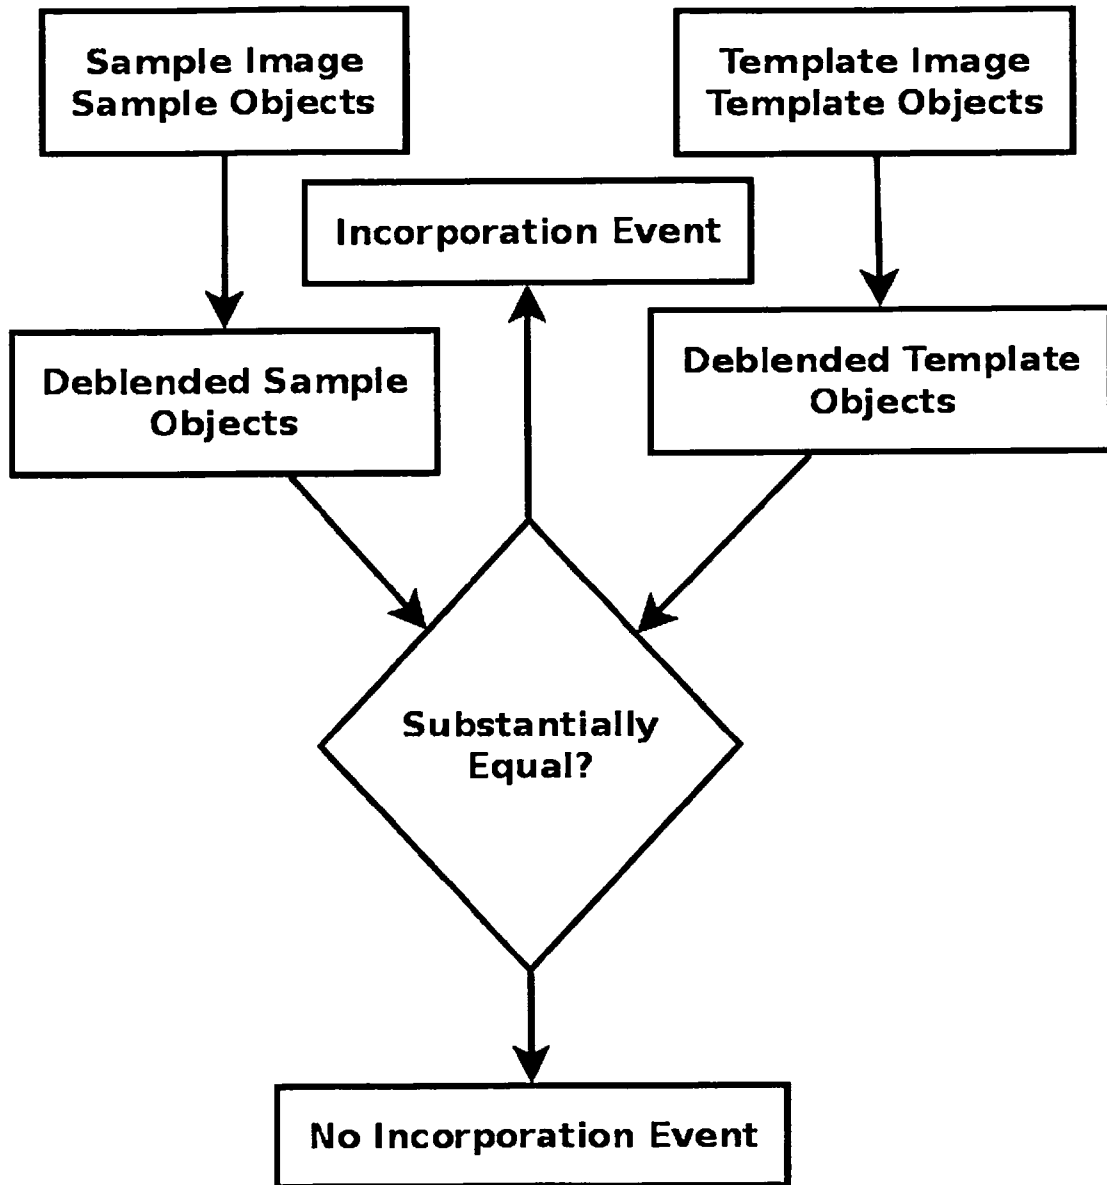 Sample Image
Sample Objects
Template Image
Template Objects
Incorporation Event
Deblended Sample
Objects
Deblended Template
Objects
Substantially
Equal?
No Incorporation Event